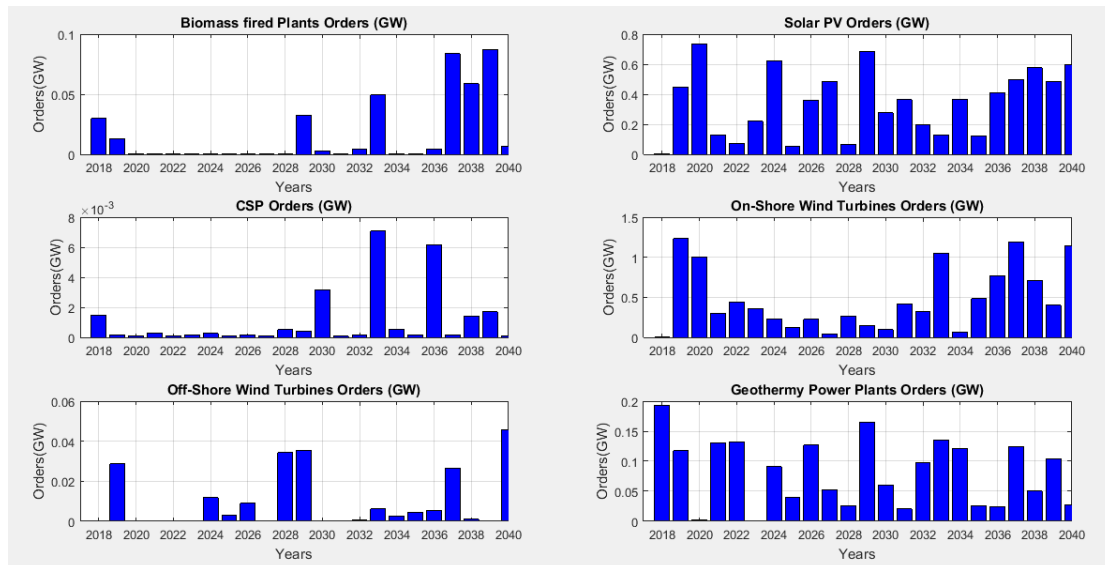 Biomass fired Plants Orders (GW)
0.1
0.05
0
Orders(GW)
2018 2020 2022 2024 2026 2028 2030 2032 2034 2036 2038 2040
Years
Solar PV Orders (GW)
0.8
0.6
0.4
0.2
0
Orders(GW)
2018 2020 2022 2024 2026 2028 2030 2032 2034 2036 2038 2040
Years
CSP Orders (GW)
×10⁻³
8
6
4
2
0
Orders(GW)
2018 2020 2022 2024 2026 2028 2030 2032 2034 2036 2038 2040
Years
On-Shore Wind Turbines Orders (GW)
1.5
1
0.5
0
Orders(GW)
2018 2020 2022 2024 2026 2028 2030 2032 2034 2036 2038 2040
Years
Off-Shore Wind Turbines Orders (GW)
0.06
0.04
0.02
0
Orders(GW)
2018 2020 2022 2024 2026 2028 2030 2032 2034 2036 2038 2040
Years
Geothermy Power Plants Orders (GW)
0.2
0.15
0.1
0.05
0
Orders(GW)
2018 2020 2022 2024 2026 2028 2030 2032 2034 2036 2038 2040
Years